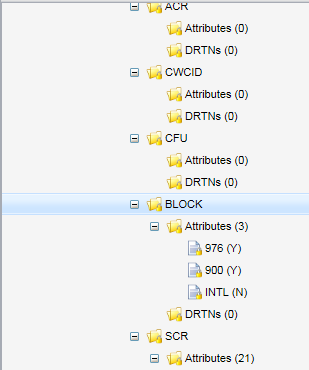 ACR
Attributes (0)
DRTNs (0)
CWCID
Attributes (0)
DRTNs (0)
CFU
Attributes (0)
DRTNs (0)
BLOCK
Attributes (3)
976 (Y)
900 (Y)
INTL (N)
DRTNs (0)
SCR
Attributes (21)